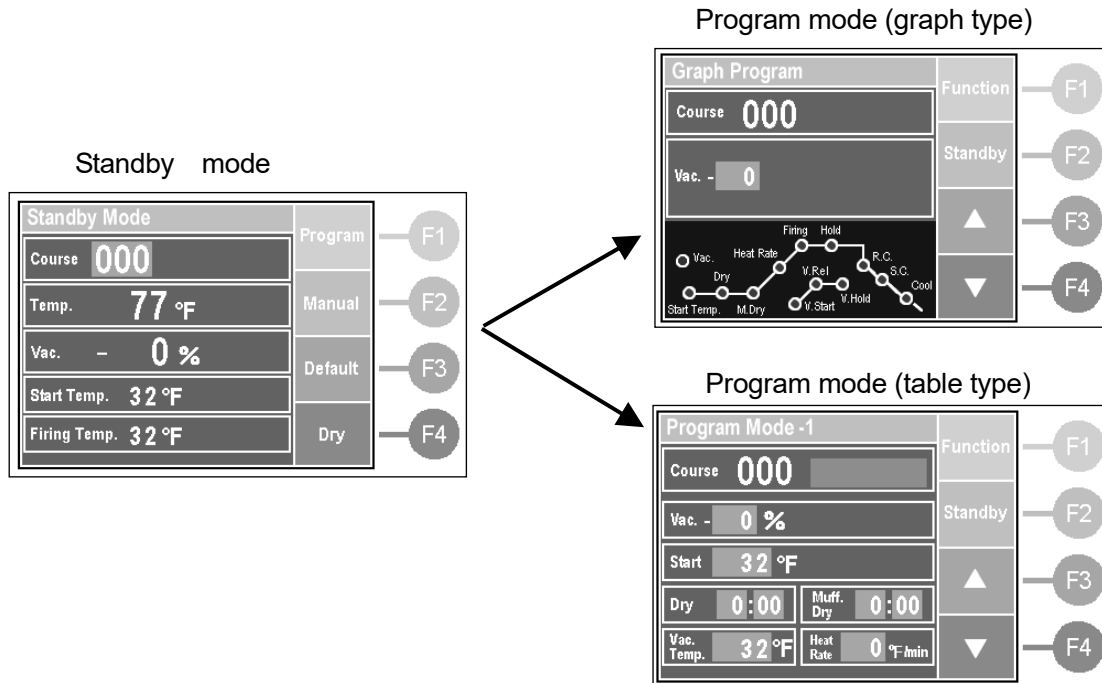 Program mode (graph type)
Graph Program
Function
F1
Course 000
Standby
F2
Vac. - 0
F3
Firing Hold
Vac.
Heat Rate
R.C.
Dry
V.Rel
S.C.
Cool
F4
Start Temp. M.Dry V.Start V.Hold
Standby mode
Standby Mode
Program
F1
Course 000
Temp. 77 °F
Manual
F2
Vac. - 0 %
Default
F3
Start Temp. 32 °F
Firing Temp. 32 °F
Dry
F4
Program mode (table type)
Program Mode -1
Function
F1
Course 000
Vac. - 0 %
Standby
F2
Start 32 °F
F3
Dry 0:00 Muff. Dry 0:00
Vac. Temp. 32 °F Heat Rate 0 °F/min
F4